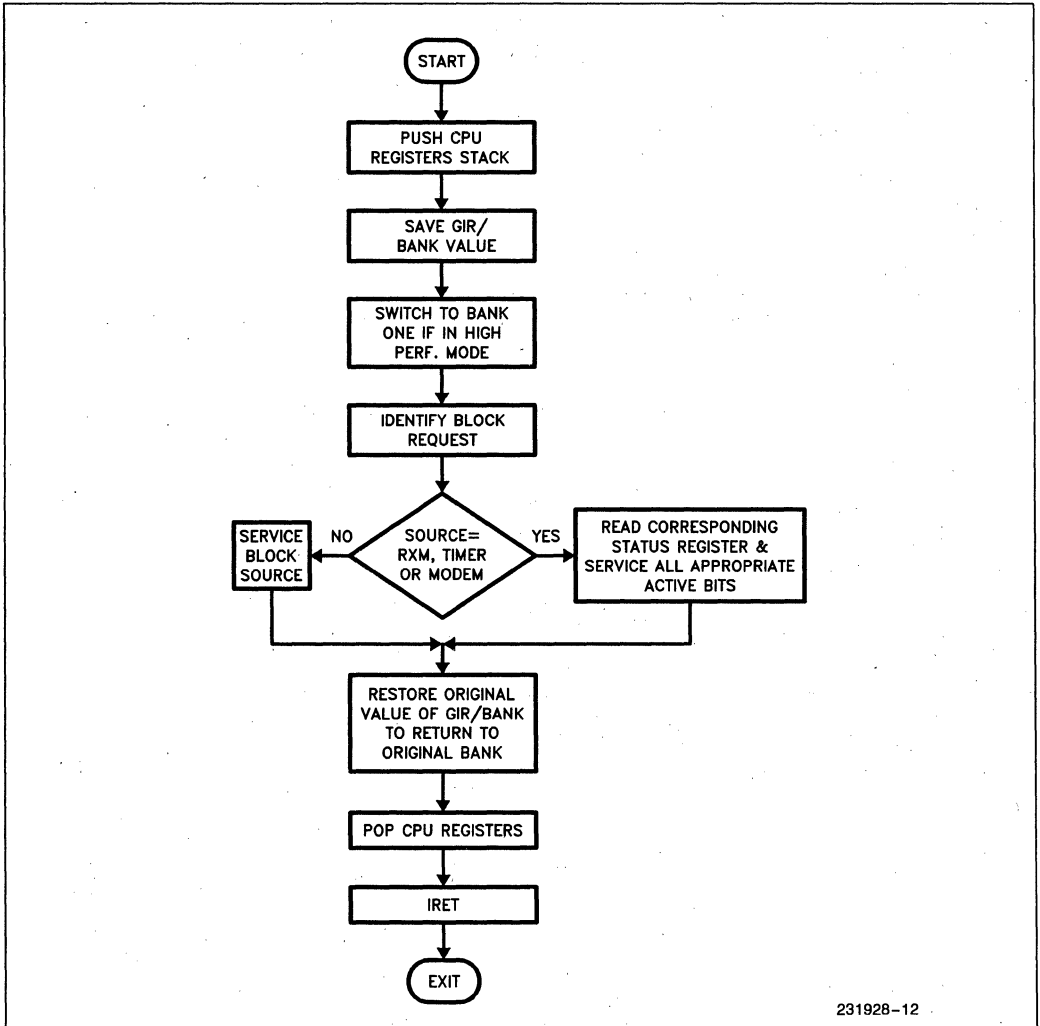 START
PUSH CPU
REGISTERS STACK
SAVE GIR/
BANK VALUE
SWITCH TO BANK
ONE IF IN HIGH
PERF. MODE
IDENTIFY BLOCK
REQUEST
SERVICE
BLOCK
SOURCE
NO
SOURCE=
RXM, TIMER
OR MODEM
YES
READ CORRESPONDING
STATUS REGISTER &
SERVICE ALL APPROPRIATE
ACTIVE BITS
RESTORE ORIGINAL
VALUE OF GIR/BANK
TO RETURN TO
ORIGINAL BANK
POP CPU REGISTERS
IRET
EXIT
231928-12